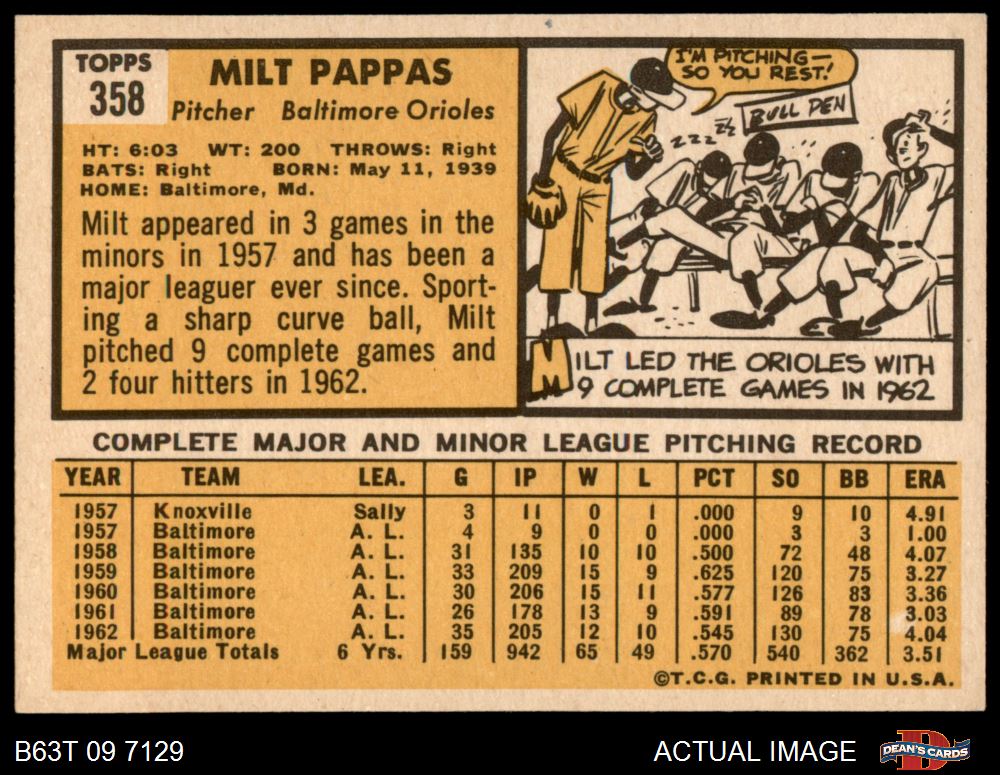 TOPPS
358
MILT PAPPAS
Pitcher Baltimore Orioles
HT: 6:03 WT: 200 THROWS: Right
BATS: Right BORN: May 11, 1939
HOME: Baltimore, Md.
Milt appeared in 3 games in the
minors in 1957 and has been a
major leaguer ever since. Sport-
ing a sharp curve ball, Milt
pitched 9 complete games and
2 four hitters in 1962.
I'M PITCHING—
SO YOU REST!
BULL PEN
ZZZZZ
MILT LED THE ORIOLES WITH
9 COMPLETE GAMES IN 1962
COMPLETE MAJOR AND MINOR LEAGUE PITCHING RECORD
YEAR TEAM LEA. G IP W L PCT SO BB ERA
1957 Knoxville Sally 3 11 0 1 .000 9 10 4.91
1957 Baltimore A. L. 4 9 0 0 .000 3 3 1.00
1958 Baltimore A. L. 31 135 10 10 .500 72 48 4.07
1959 Baltimore A. L. 33 209 15 9 .625 120 75 3.27
1960 Baltimore A. L. 30 206 15 11 .577 126 83 3.36
1961 Baltimore A. L. 26 178 13 9 .591 89 78 3.03
1962 Baltimore A. L. 35 205 12 10 .545 130 75 4.04
Major League Totals 6 Yrs. 159 942 65 49 .570 540 362 3.51
©T.C.G. PRINTED IN U.S.A.
B63T 09 7129
ACTUAL IMAGE
DEAN'S CARDS